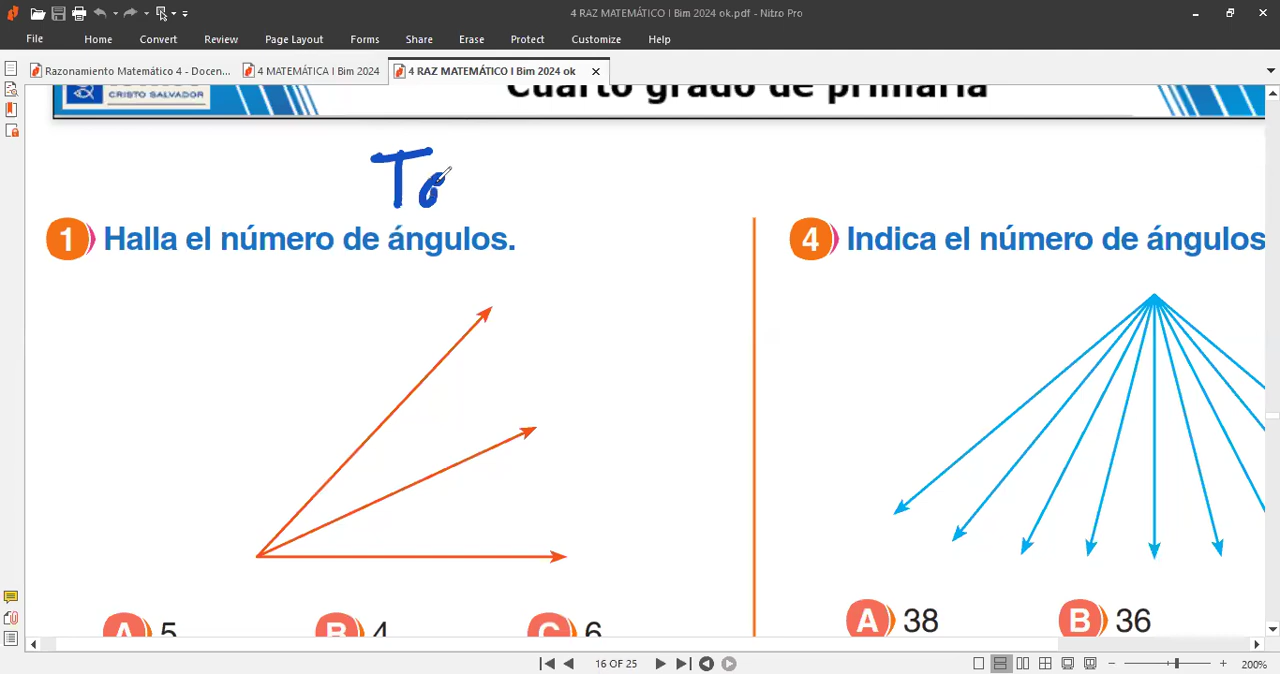 4 RAZ MATEMÁTICO I Bim 2024 ok.pdf - Nitro Pro
File Home Convert Review Page Layout Forms Share Erase Protect Customize Help
Razonamiento Matemático 4 - Docen... 4 MATEMÁTICA I Bim 2024 4 RAZ MATEMÁTICO I Bim 2024 ok
CRISTO SALVADOR
Cuarto grado de primaria
To
1 Halla el número de ángulos.
A 5 B 4 C 6
4 Indica el número de ángulos
A 38 B 36
16 OF 25
200%